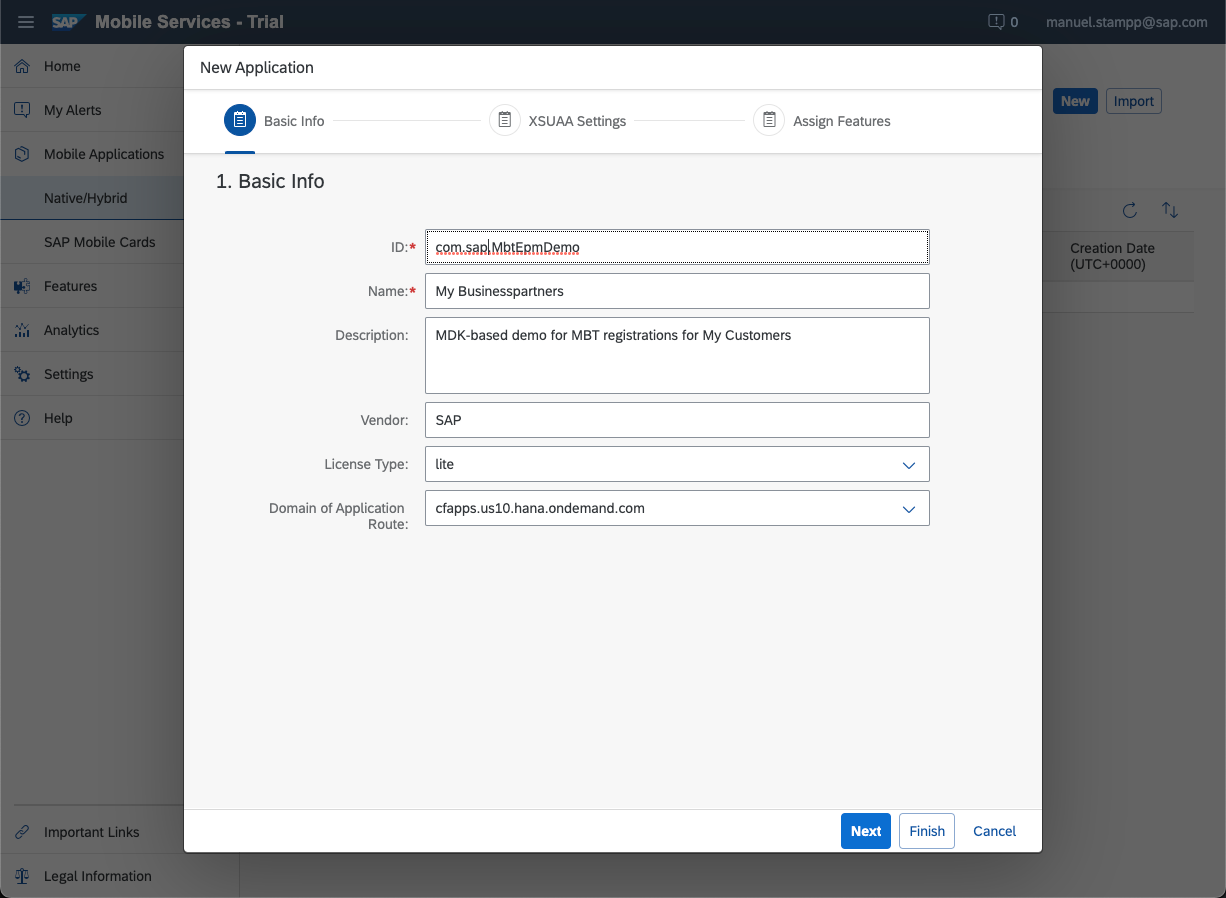 SAP Mobile Services - Trial
0
manuel.stampp@sap.com
Home
My Alerts
Mobile Applications
Native/Hybrid
SAP Mobile Cards
Features
Analytics
Settings
Help
Important Links
Legal Information
New
Import
Creation Date
(UTC+0000)
New Application
Basic Info
XSUAA Settings
Assign Features
1. Basic Info
ID:* com.sap.MbtEpmDemo
Name:* My Businesspartners
Description: MDK-based demo for MBT registrations for My Customers
Vendor: SAP
License Type: lite
Domain of Application
Route: cfapps.us10.hana.ondemand.com
Next
Finish
Cancel